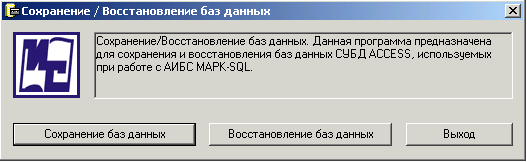 Сохранение / Восстановление баз данных
Сохранение/Восстановление баз данных. Данная программа предназначена
для сохранения и восстановления баз данных СУБД ACCESS, используемых
при работе с АИБС МАРК-SQL.
Сохранение баз данных
Восстановление баз данных
Выход